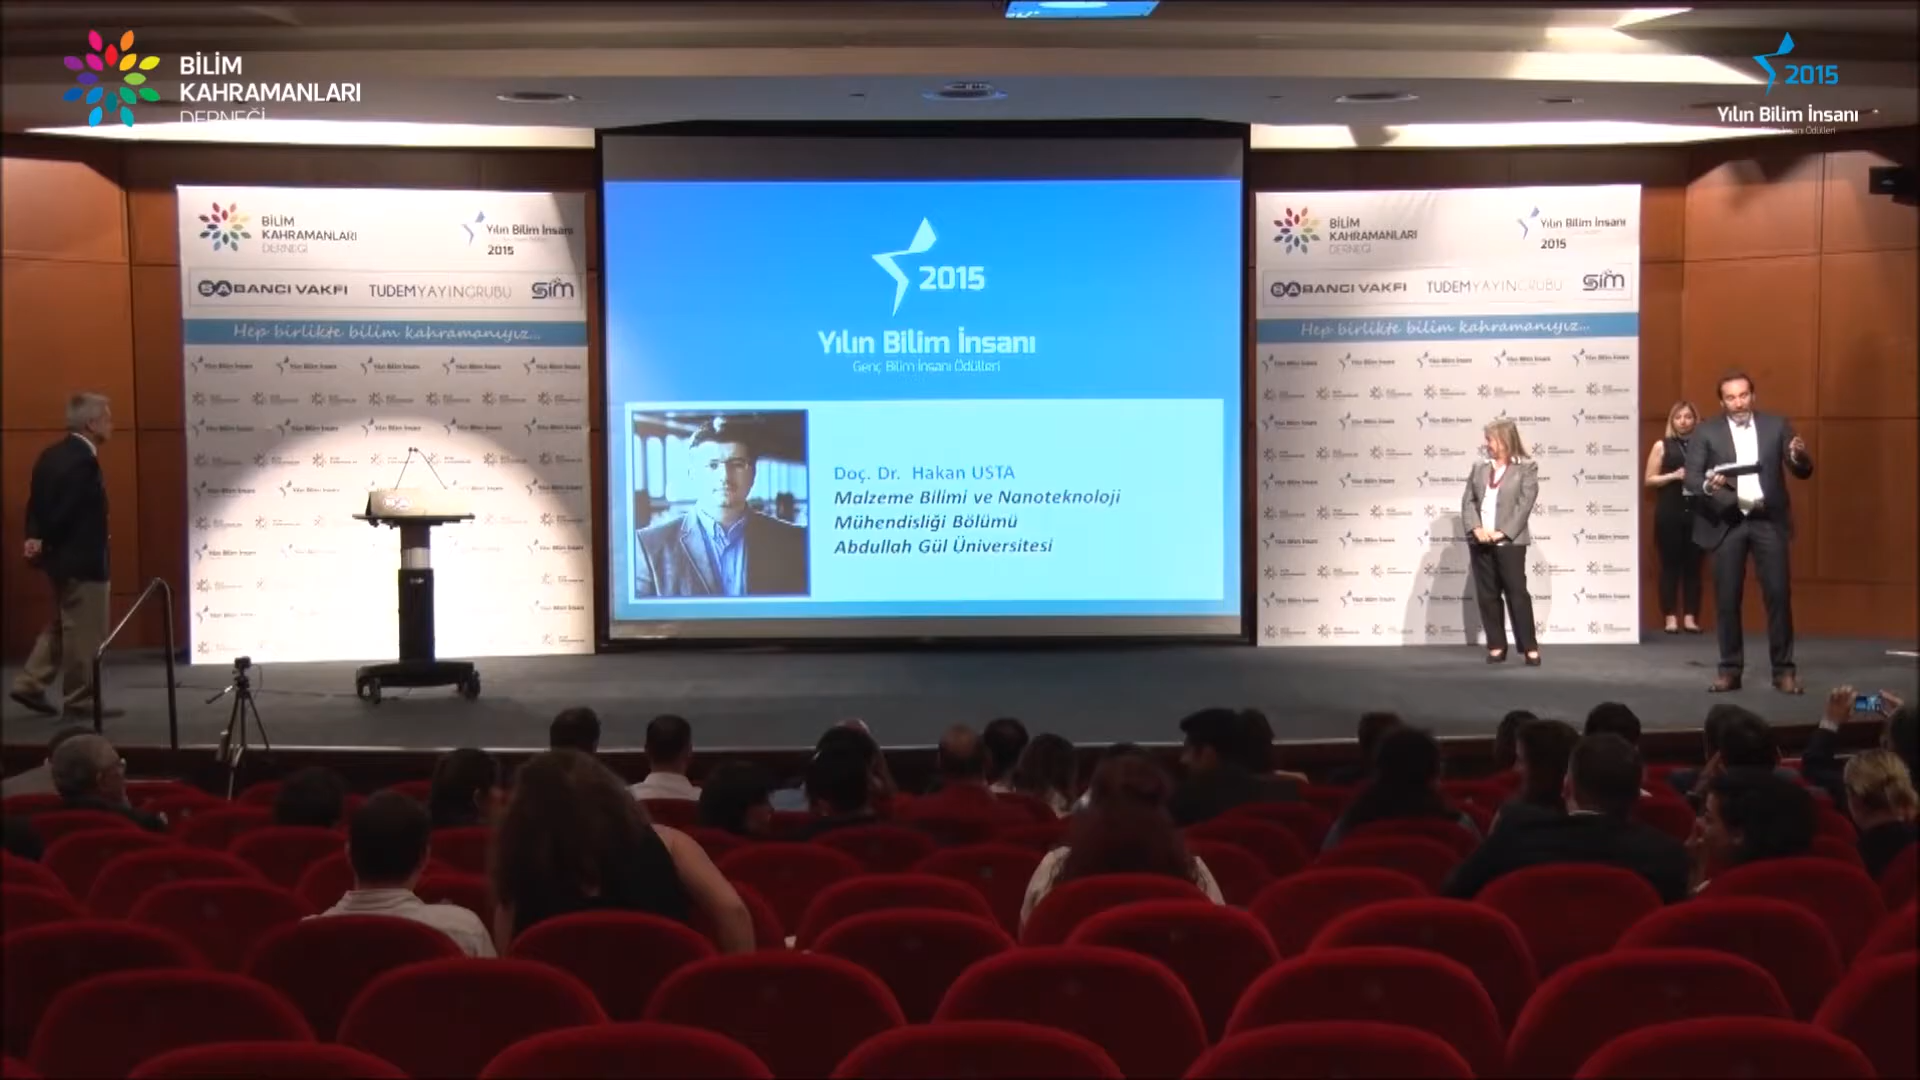 BİLİM
KAHRAMANLARI
DERNEĞİ
2015
Yılın Bilim İnsanı
BİLİM
KAHRAMANLARI
DERNEĞİ
Yılın Bilim İnsanı
2015
SABANCI VAKFI TUDEMYAYINGRUBU SİM
Hep birlikte bilim kahramanıyız...
2015
Yılın Bilim İnsanı
Genç Bilim İnsanı Ödülleri
Doç. Dr. Hakan USTA
Malzeme Bilimi ve Nanoteknoloji
Mühendisliği Bölümü
Abdullah Gül Üniversitesi
BİLİM
KAHRAMANLARI
DERNEĞİ
Yılın Bilim İnsanı
2015
SABANCI VAKFI TUDEMYAYINGRUBU SİM
Hep birlikte bilim kahramanıyız...